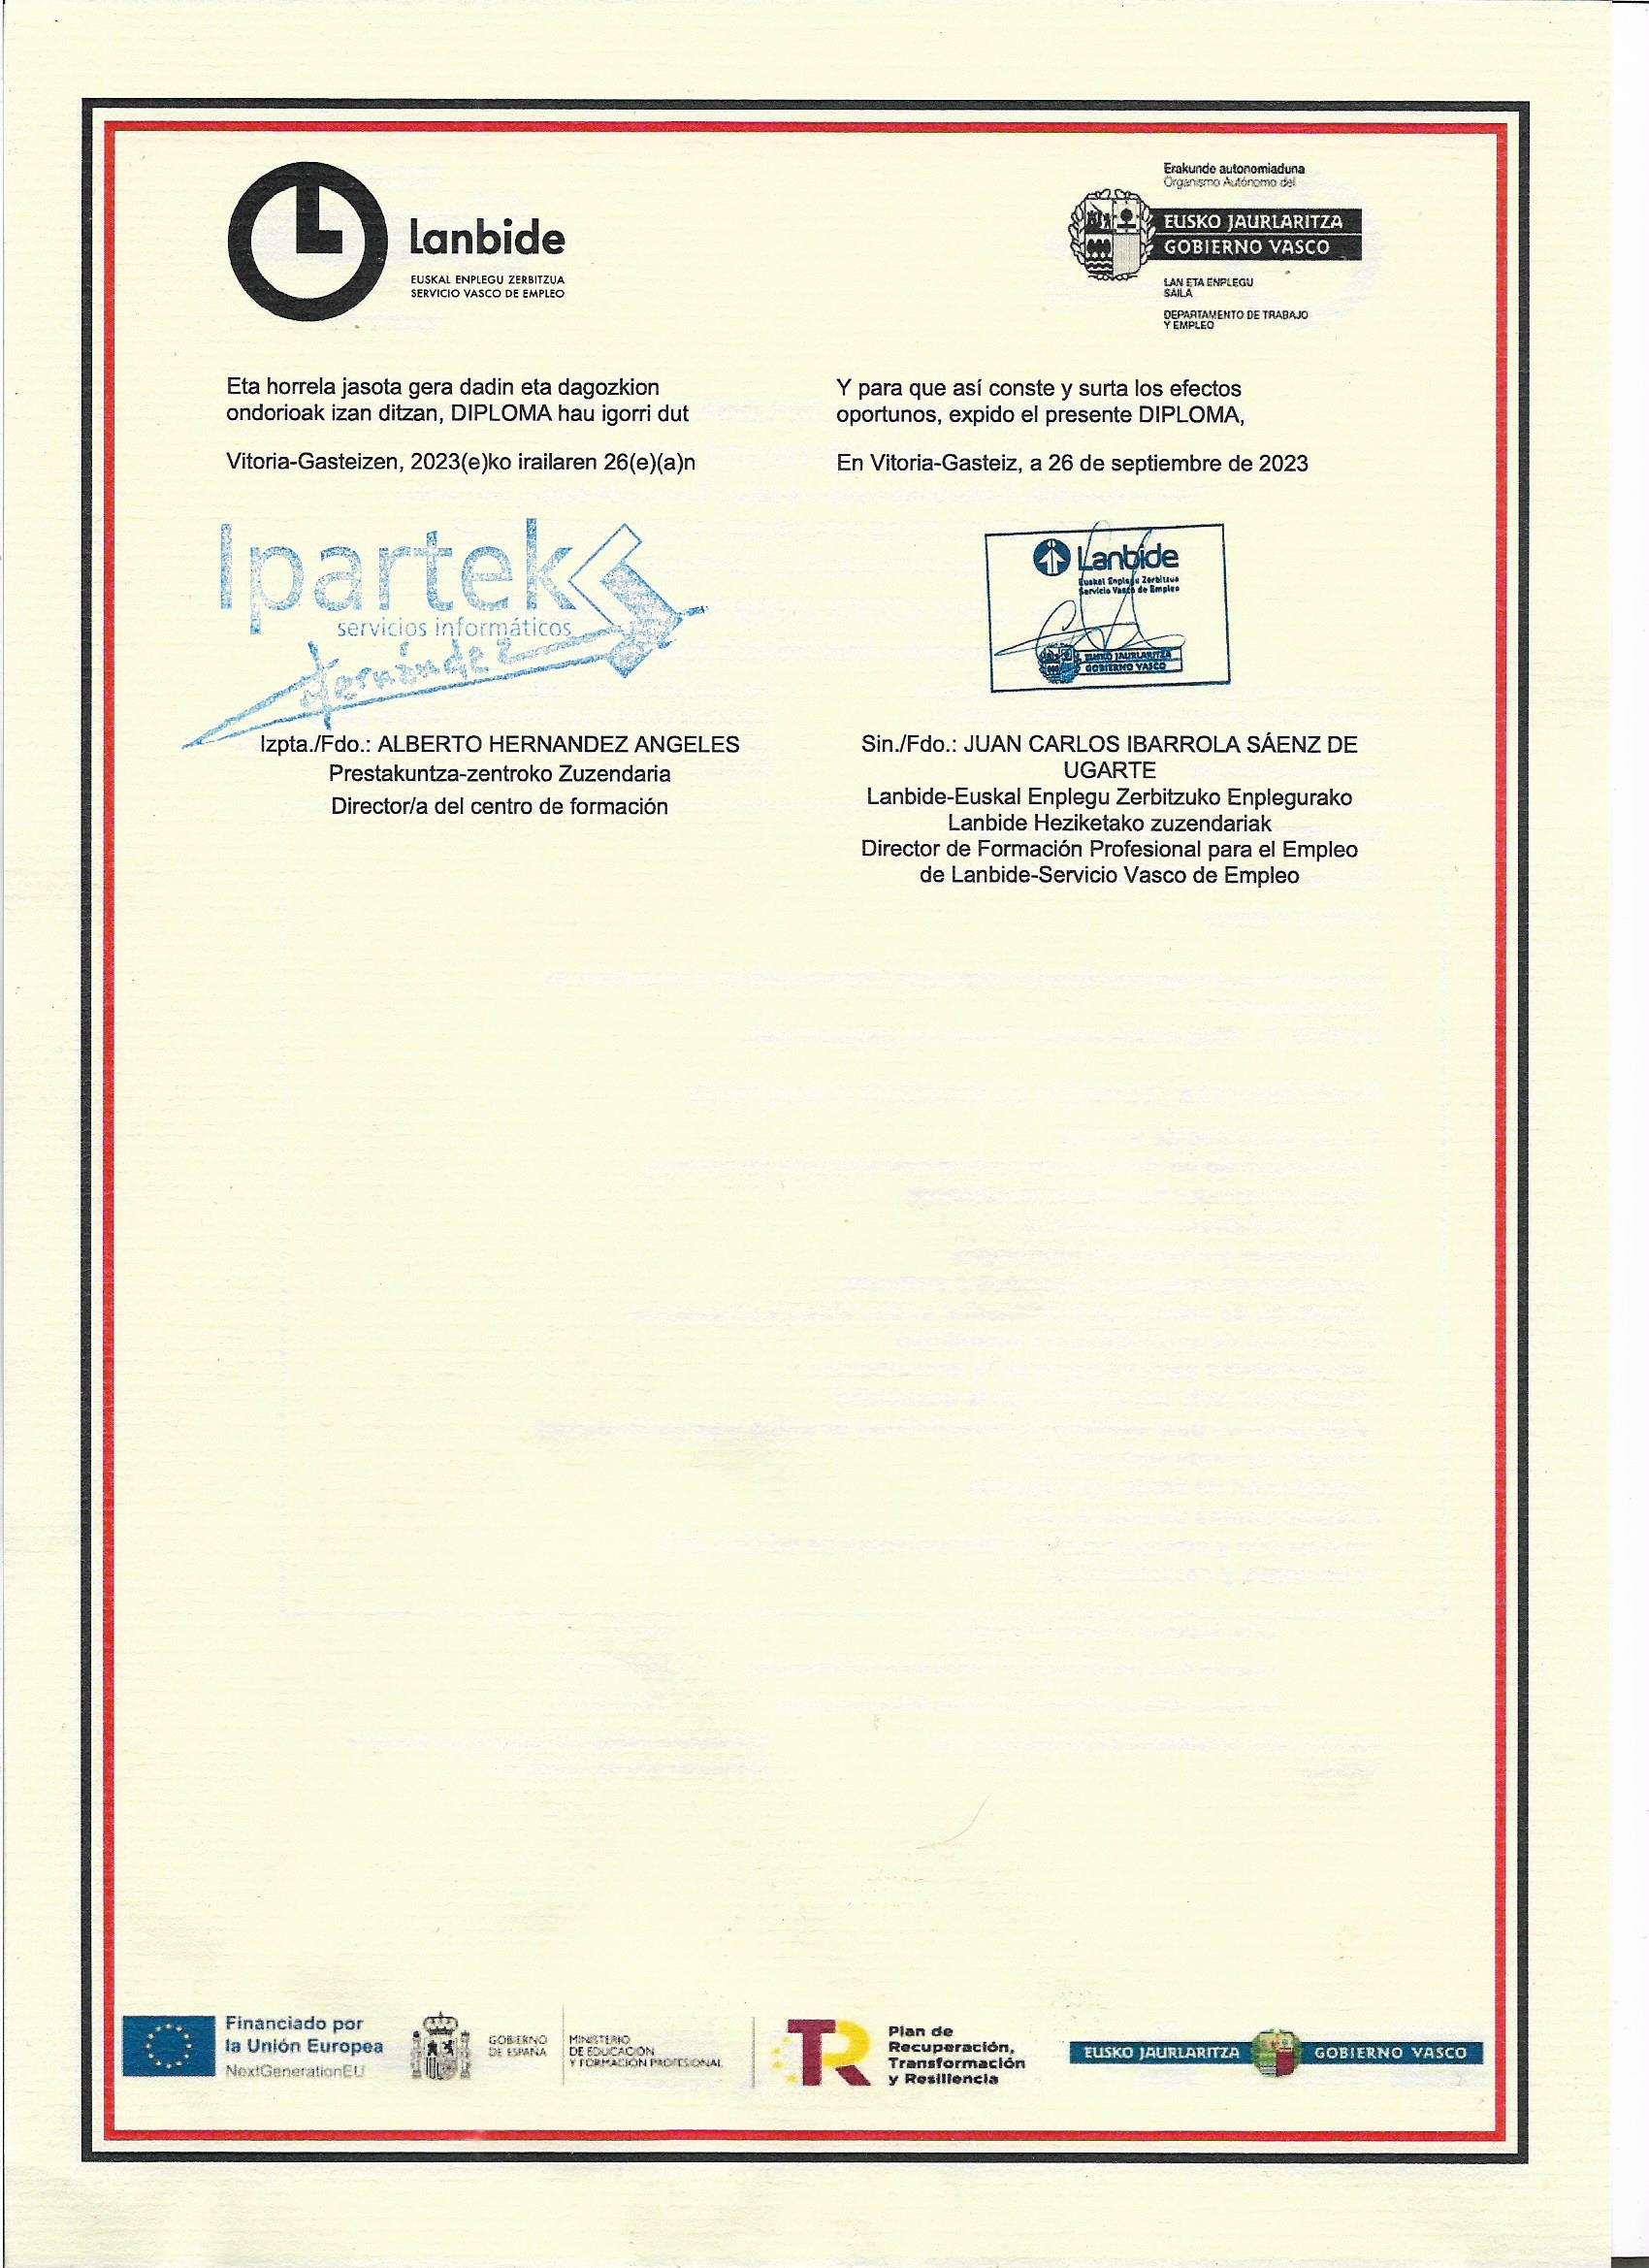 Lanbide
EUSKAL ENPLEGU ZERBITZUA
SERVICIO VASCO DE EMPLEO
Erakunde autonomiaduna
Organismo Autónomo del
EUSKO JAURLARITZA
GOBIERNO VASCO
LAN ETA ENPLEGU
SAILA
DEPARTAMENTO DE TRABAJO
Y EMPLEO
Eta horrela jasota gera dadin eta dagozkion
ondorioak izan ditzan, DIPLOMA hau igorri dut
Vitoria-Gasteizen, 2023(e)ko irailaren 26(e)(a)n
Y para que así conste y surta los efectos
oportunos, expido el presente DIPLOMA,
En Vitoria-Gasteiz, a 26 de septiembre de 2023
Ipartek
servicios informáticos
Hernández
Izpta./Fdo.: ALBERTO HERNANDEZ ANGELES
Prestakuntza-zentroko Zuzendaria
Director/a del centro de formación
Lanbide
Euskal Enplegu Zerbitzua
Servicio Vasco de Empleo
EUSKO JAURLARITZA
GOBIERNO VASCO
Sin./Fdo.: JUAN CARLOS IBARROLA SÁENZ DE
UGARTE
Lanbide-Euskal Enplegu Zerbitzuko Enplegurako
Lanbide Heziketako zuzendariak
Director de Formación Profesional para el Empleo
de Lanbide-Servicio Vasco de Empleo
Financiado por
la Unión Europea
NextGenerationEU
GOBIERNO
DE ESPAÑA
MINISTERIO
DE EDUCACIÓN
Y FORMACIÓN PROFESIONAL
Plan de
Recuperación,
Transformación
y Resiliencia
EUSKO JAURLARITZA
GOBIERNO VASCO